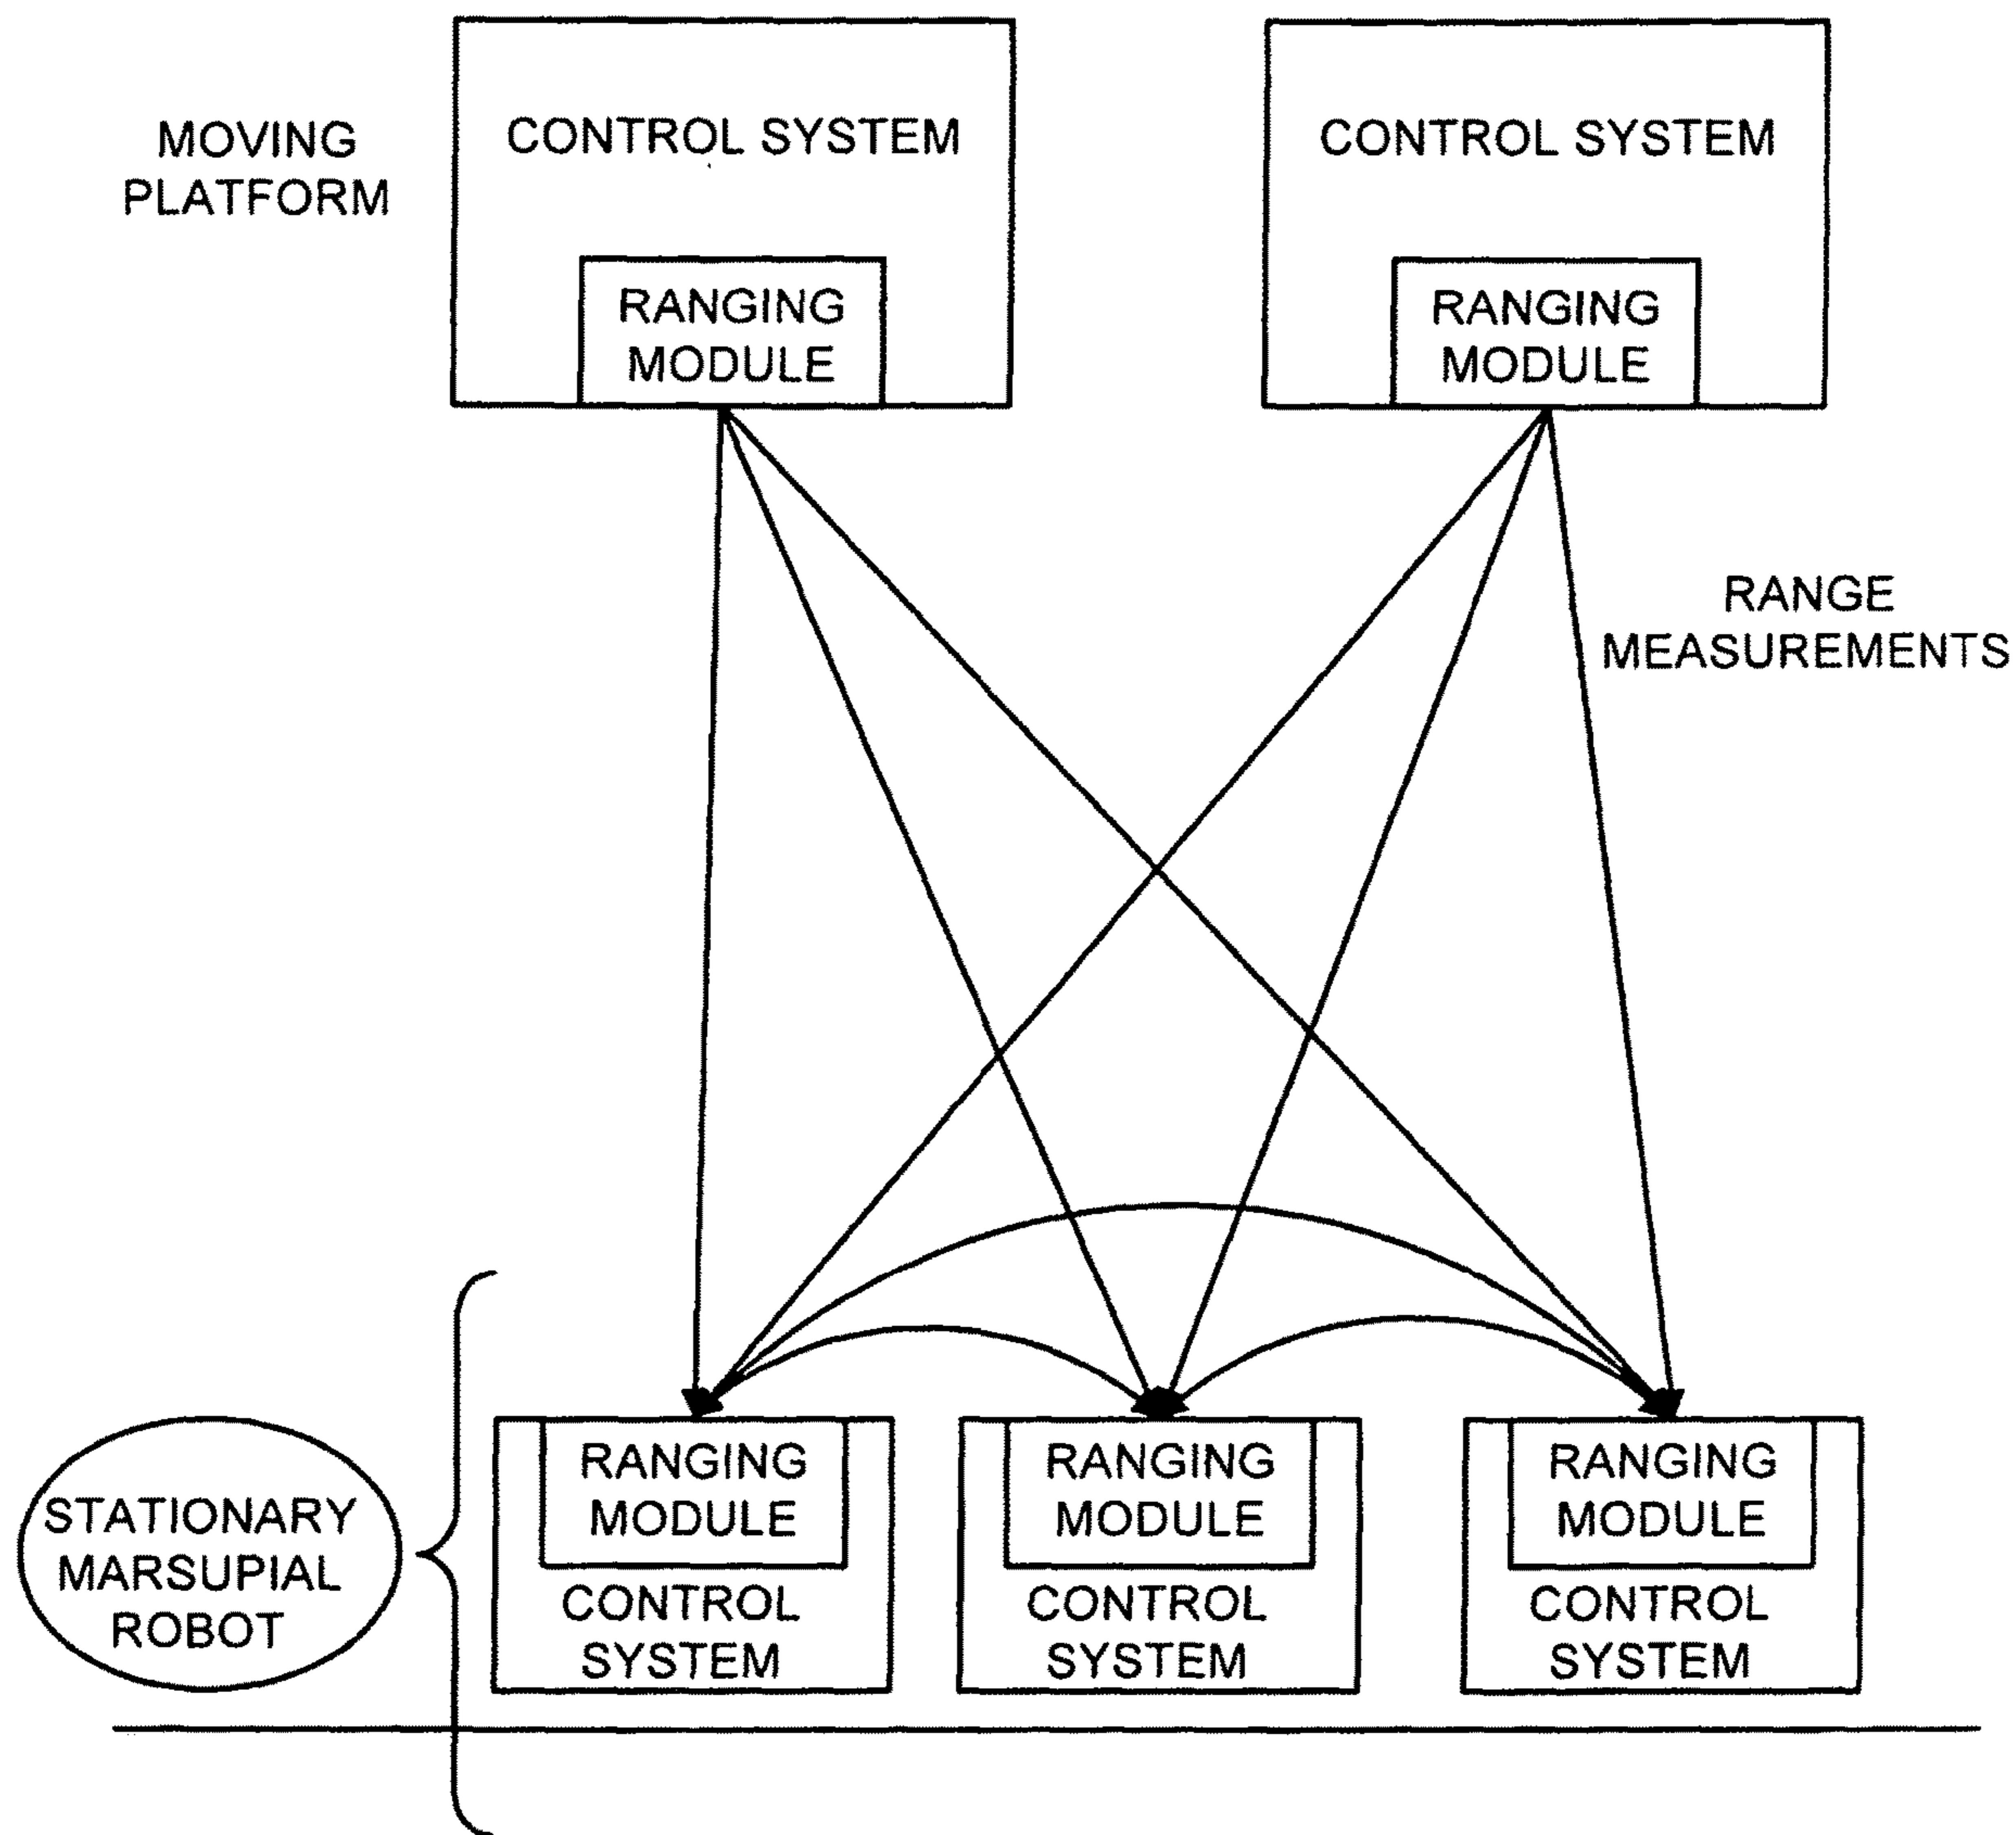 MOVING
PLATFORM
CONTROL SYSTEM
RANGING
MODULE
CONTROL SYSTEM
RANGING
MODULE
RANGE
MEASUREMENTS
STATIONARY
MARSUPIAL
ROBOT
RANGING
MODULE
CONTROL
SYSTEM
RANGING
MODULE
CONTROL
SYSTEM
RANGING
MODULE
CONTROL
SYSTEM